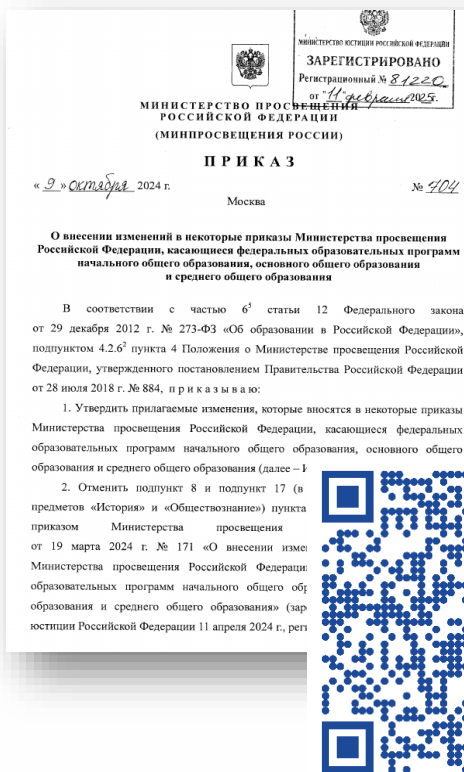 МИНИСТЕРСТВО ЮСТИЦИИ РОССИЙСКОЙ ФЕДЕРАЦИИ
ЗАРЕГИСТРИРОВАНО
Регистрационный № 81220
от "11" февраля 2025г.
МИНИСТЕРСТВО ПРОСВЕЩЕНИЯ
РОССИЙСКОЙ ФЕДЕРАЦИИ
(МИНПРОСВЕЩЕНИЯ РОССИИ)
ПРИКАЗ
« 9 » октября 2024 г.
№ 704
Москва
О внесении изменений в некоторые приказы Министерства просвещения
Российской Федерации, касающиеся федеральных образовательных программ
начального общего образования, основного общего образования
и среднего общего образования
В соответствии с частью 6⁵ статьи 12 Федерального закона
от 29 декабря 2012 г. № 273-ФЗ «Об образовании в Российской Федерации»,
подпунктом 4.2.6² пункта 4 Положения о Министерстве просвещения Российской
Федерации, утвержденного постановлением Правительства Российской Федерации
от 28 июля 2018 г. № 884, п р и к а з ы в а ю:
1. Утвердить прилагаемые изменения, которые вносятся в некоторые приказы
Министерства просвещения Российской Федерации, касающиеся федеральных
образовательных программ начального общего образования, основного общего
образования и среднего общего образования (далее –
2. Отменить подпункт 8 и подпункт 17 (в
предметов «История» и «Обществознание») пункта
приказом Министерства просвещения
от 19 марта 2024 г. № 171 «О внесении
Министерства просвещения Российской
образовательных программ начального общего
образования и среднего общего образования»
юстиции Российской Федерации 11 апреля 2024 г.,